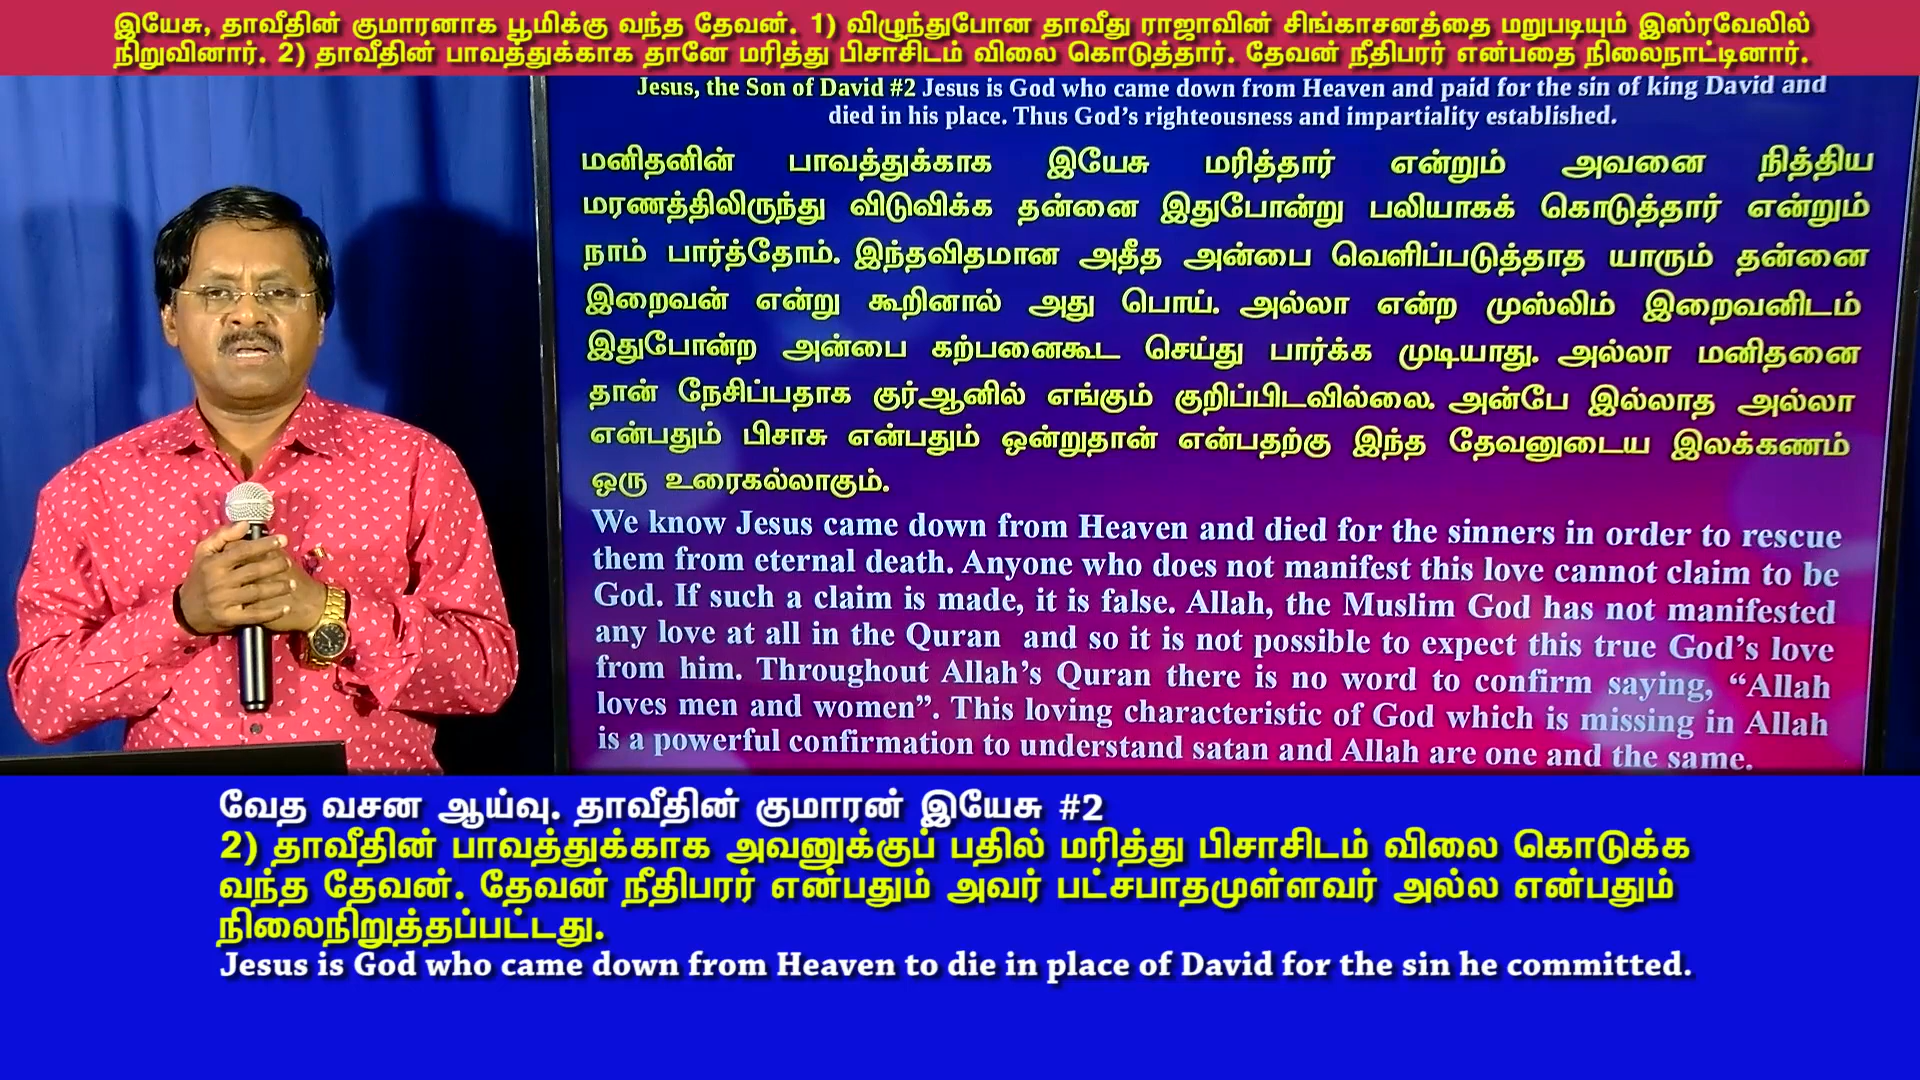 இயேசு, தாவீதின் குமாரனாக பூமிக்கு வந்த தேவன். 1) விழுந்துபோன தாவீது ராஜாவின் சிங்காசனத்தை மறுபடியும் இஸ்ரவேலில்
நிறுவினார். 2) தாவீதின் பாவத்துக்காக தானே மரித்து பிசாசிடம் விலை கொடுத்தார். தேவன் நீதிபரர் என்பதை நிலைநாட்டினார்.
Jesus, the Son of David #2 Jesus is God who came down from Heaven and paid for the sin of king David and
died in his place. Thus God's righteousness and impartiality established.
மனிதனின் பாவத்துக்காக இயேசு மரித்தார் என்றும் அவனை நித்திய
மரணத்திலிருந்து விடுவிக்க தன்னை இதுபோன்று பலியாகக் கொடுத்தார் என்றும்
நாம் பார்த்தோம். இந்தவிதமான அதீத அன்பை வெளிப்படுத்தாத யாரும் தன்னை
இறைவன் என்று கூறினால் அது பொய். அல்லா என்ற முஸ்லிம் இறைவனிடம்
இதுபோன்ற அன்பை கற்பனைகூட செய்து பார்க்க முடியாது. அல்லா மனிதனை
தான் நேசிப்பதாக குர்ஆனில் எங்கும் குறிப்பிடவில்லை. அன்பே இல்லாத அல்லா
என்பதும் பிசாசு என்பதும் ஒன்றுதான் என்பதற்கு இந்த தேவனுடைய இலக்கணம்
ஒரு உரைகல்லாகும்.
We know Jesus came down from Heaven and died for the sinners in order to rescue
them from eternal death. Anyone who does not manifest this love cannot claim to be
God. If such a claim is made, it is false. Allah, the Muslim God has not manifested
any love at all in the Quran and so it is not possible to expect this true God's love
from him. Throughout Allah's Quran there is no word to confirm saying, "Allah
loves men and women". This loving characteristic of God which is missing in Allah
is a powerful confirmation to understand satan and Allah are one and the same.
வேத வசன ஆய்வு. தாவீதின் குமாரன் இயேசு #2
2) தாவீதின் பாவத்துக்காக அவனுக்குப் பதில் மரித்து பிசாசிடம் விலை கொடுக்க
வந்த தேவன். தேவன் நீதிபரர் என்பதும் அவர் பட்சபாதமுள்ளவர் அல்ல என்பதும்
நிலைநிறுத்தப்பட்டது.
Jesus is God who came down from Heaven to die in place of David for the sin he committed.